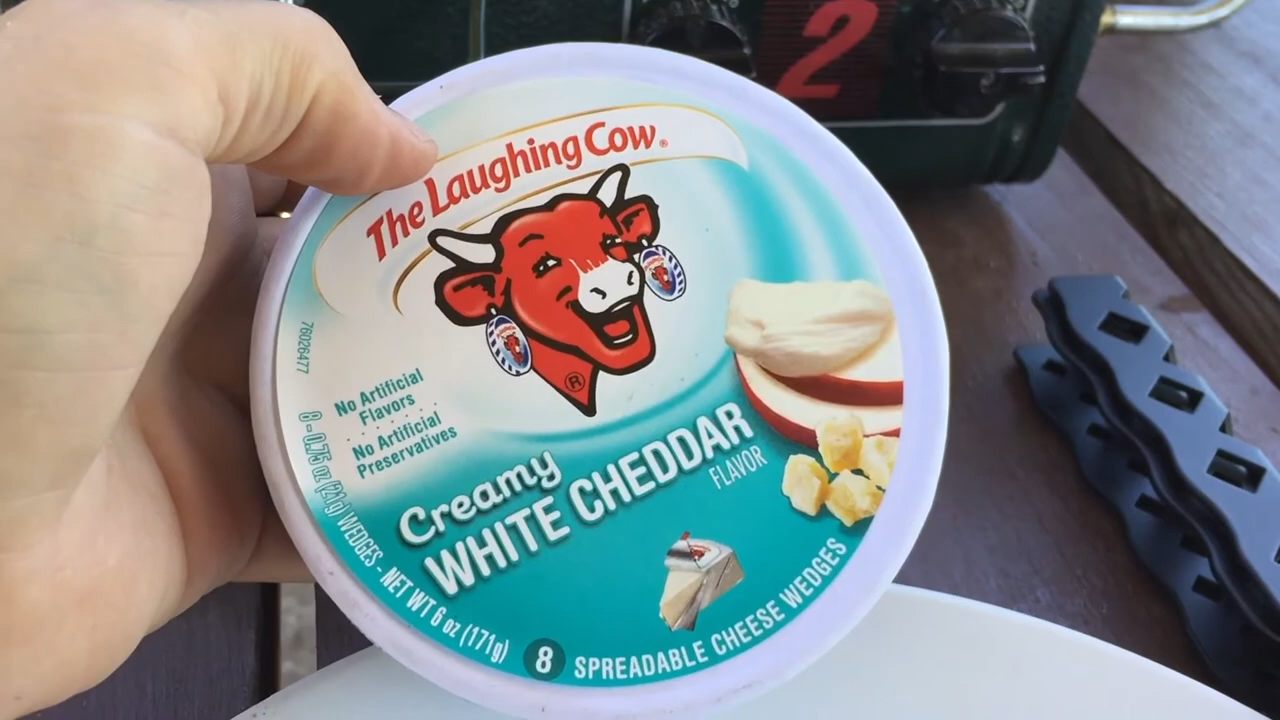 2
The Laughing Cow®
®
76026477
No Artificial
Flavors
No Artificial
Preservatives
Creamy
WHITE CHEDDAR
FLAVOR
8 - 0.75 oz (21g) WEDGES - NET WT 6 oz (171g)
8 SPREADABLE CHEESE WEDGES